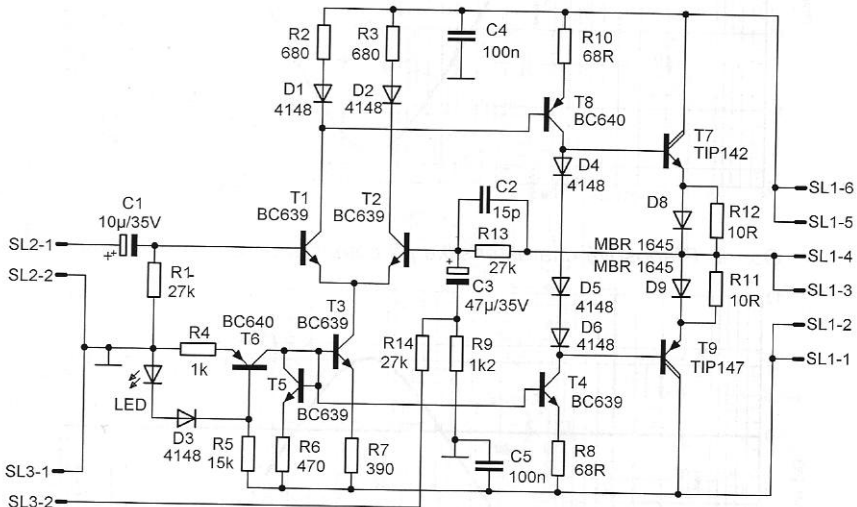 R2
680
R3
680
C4
100n
R10
68R
D1
4148
D2
4148
T8
BC640
T7
TIP142
D4
4148
SL1-6
C1
10µ/35V
T1
BC639
T2
BC639
C2
15p
D8
R12
10R
SL1-5
SL2-1
++
R13
27k
+
MBR 1645
MBR 1645
SL1-4
SL2-2
R1
27k
C3
47µ/35V
D5
4148
D9
R11
10R
SL1-3
T3
BC639
R4
1k
BC640
T6
R14
27k
R9
1k2
D6
4148
T9
TIP147
SL1-2
SL1-1
LED
T5
BC639
T4
BC639
D3
4148
R5
15k
R6
470
R7
390
C5
100n
R8
68R
SL3-1
SL3-2